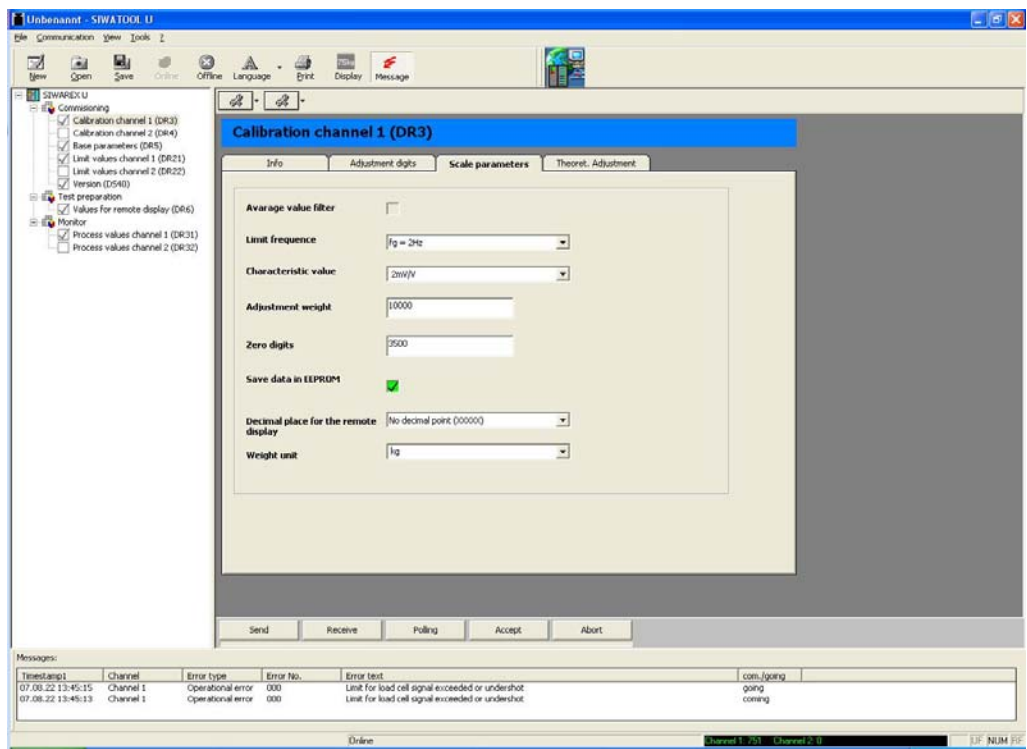 Unbenannt - SIWATOOL U
File Communication View Tools ?
New Open Save Online Offline Language Print Display Message
SIWAREX U
Commisioning
Calibration channel 1 (DR3)
Calibration channel 2 (DR4)
Base parameters (DR5)
Limit values channel 1 (DR21)
Limit values channel 2 (DR22)
Version (DS40)
Test preparation
Values for remote display (DR6)
Monitor
Process values channel 1 (DR31)
Process values channel 2 (DR32)
Calibration channel 1 (DR3)
Info Adjustment digits Scale parameters Theoret. Adjustment
Avarage value filter
Limit frequence fg = 2Hz
Characteristic value 2mV/V
Adjustment weight 10000
Zero digits 3500
Save data in EEPROM
Decimal place for the remote No decimal point (XXXXX)
display
Weight unit kg
Send Receive Polling Accept Abort
Messages:
Timestamp1 Channel Error type Error No. Error text com./going
07.08.22 13:45:15 Channel 1 Operational error 000 Limit for load cell signal exceeded or undershot going
07.08.22 13:45:13 Channel 1 Operational error 000 Limit for load cell signal exceeded or undershot coming
Online Channel 1: 751 Channel 2: 0 UF NUM RF